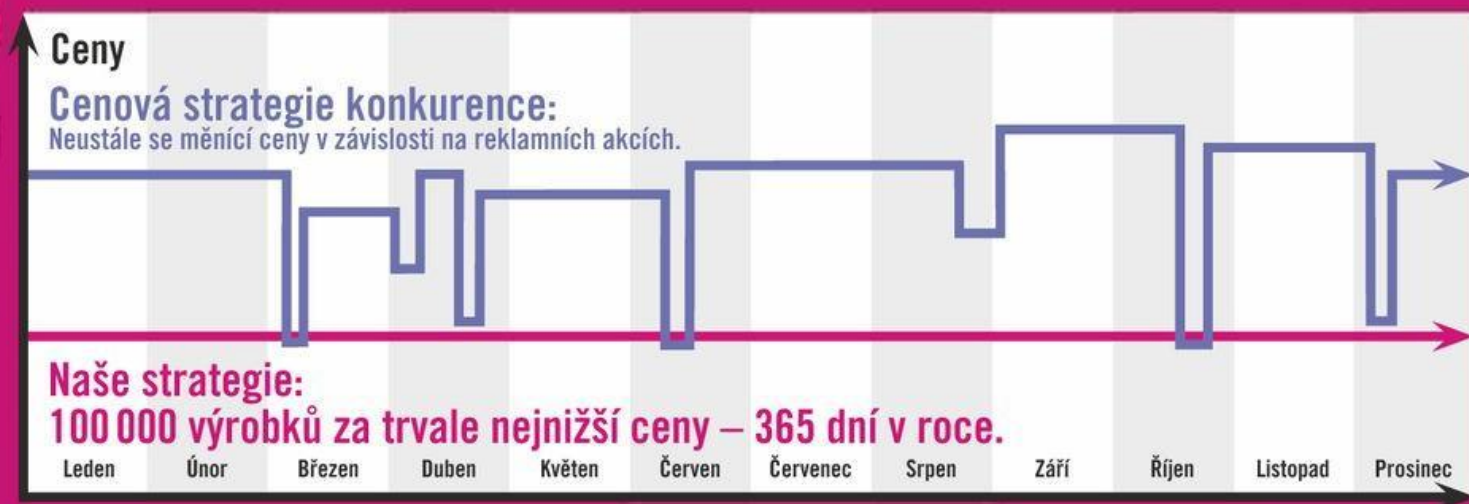 Ceny
Cenová strategie konkurence:
Neustále se měnící ceny v závislosti na reklamních akcích.
Naše strategie:
100 000 výrobků za trvale nejnižší ceny – 365 dní v roce.
Leden Únor Březen Duben Květen Červen Červenec Srpen Září Říjen Listopad Prosinec